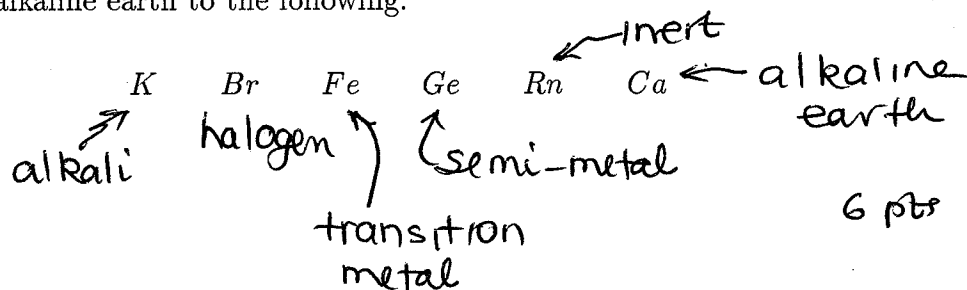 alkaline earth to the following.
inert
K Br Fe Ge Rn Ca
alkaline
earth
alkali
halogen
semi-metal
transition
metal
6 pts